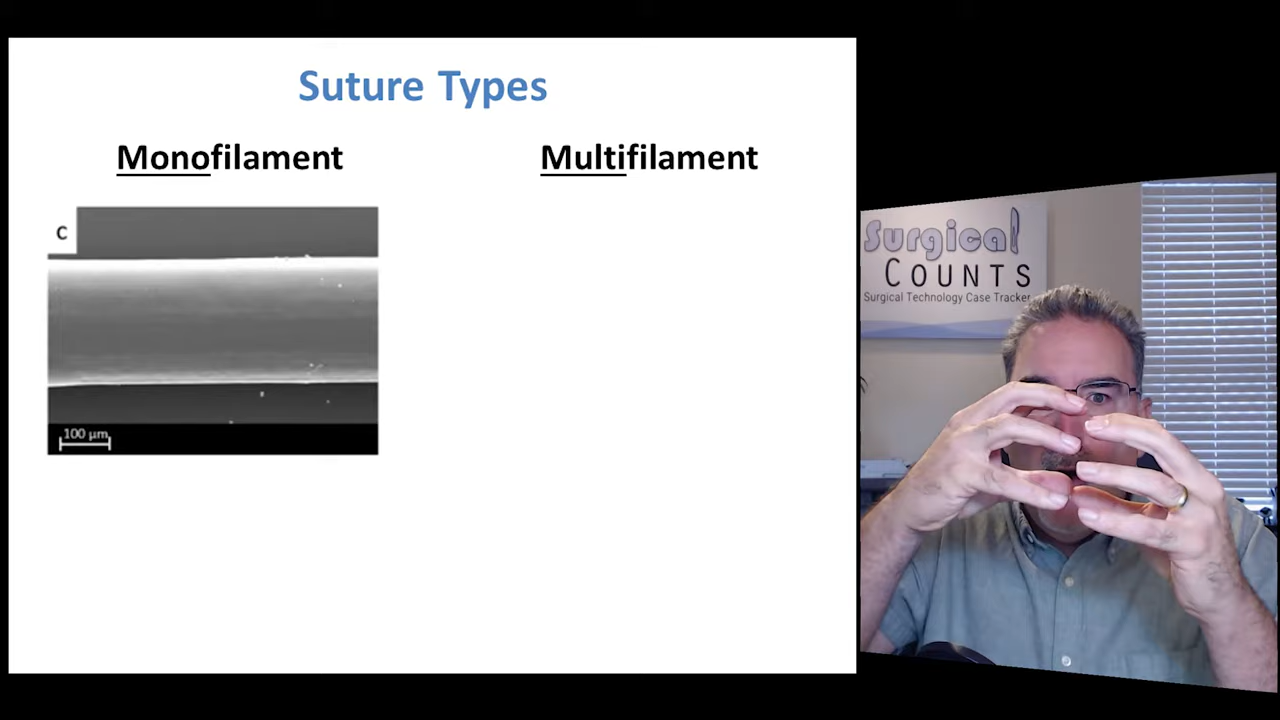 Suture Types
Monofilament
Multifilament
C
100 µm
Surgical
COUNTS
Surgical Technology Case Tracker